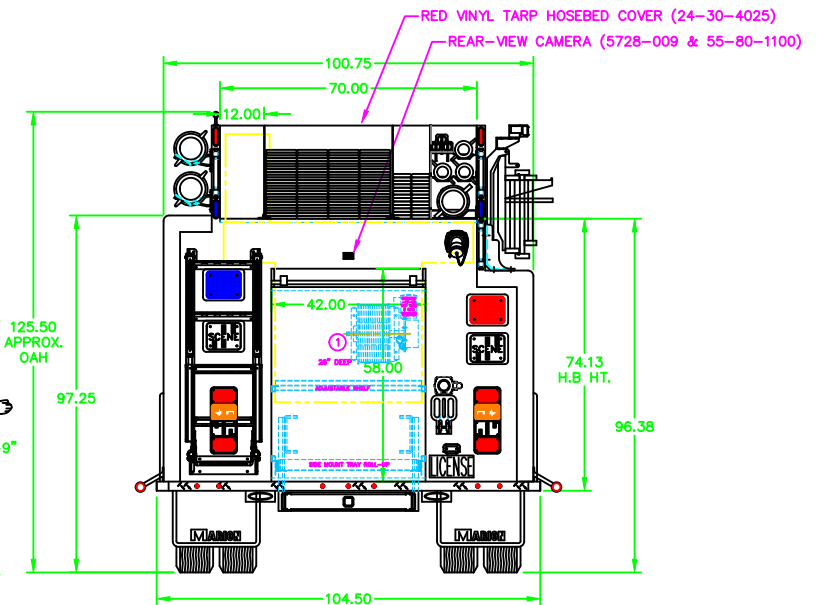 RED VINYL TARP HOSEBED COVER (24-30-4025)
REAR-VIEW CAMERA (5728-009 & 55-80-1100)
100.75
70.00
12.00
125.50
APPROX.
OAH
97.25
-9"
42.00
1
26" DEEP
58.00
ADJUSTABLE SHELF
SIDE MOUNT TRAY ROLL-UP
SCENE
SCENE
LICENSE
74.13
H.B HT.
96.38
MARION
MARION
104.50